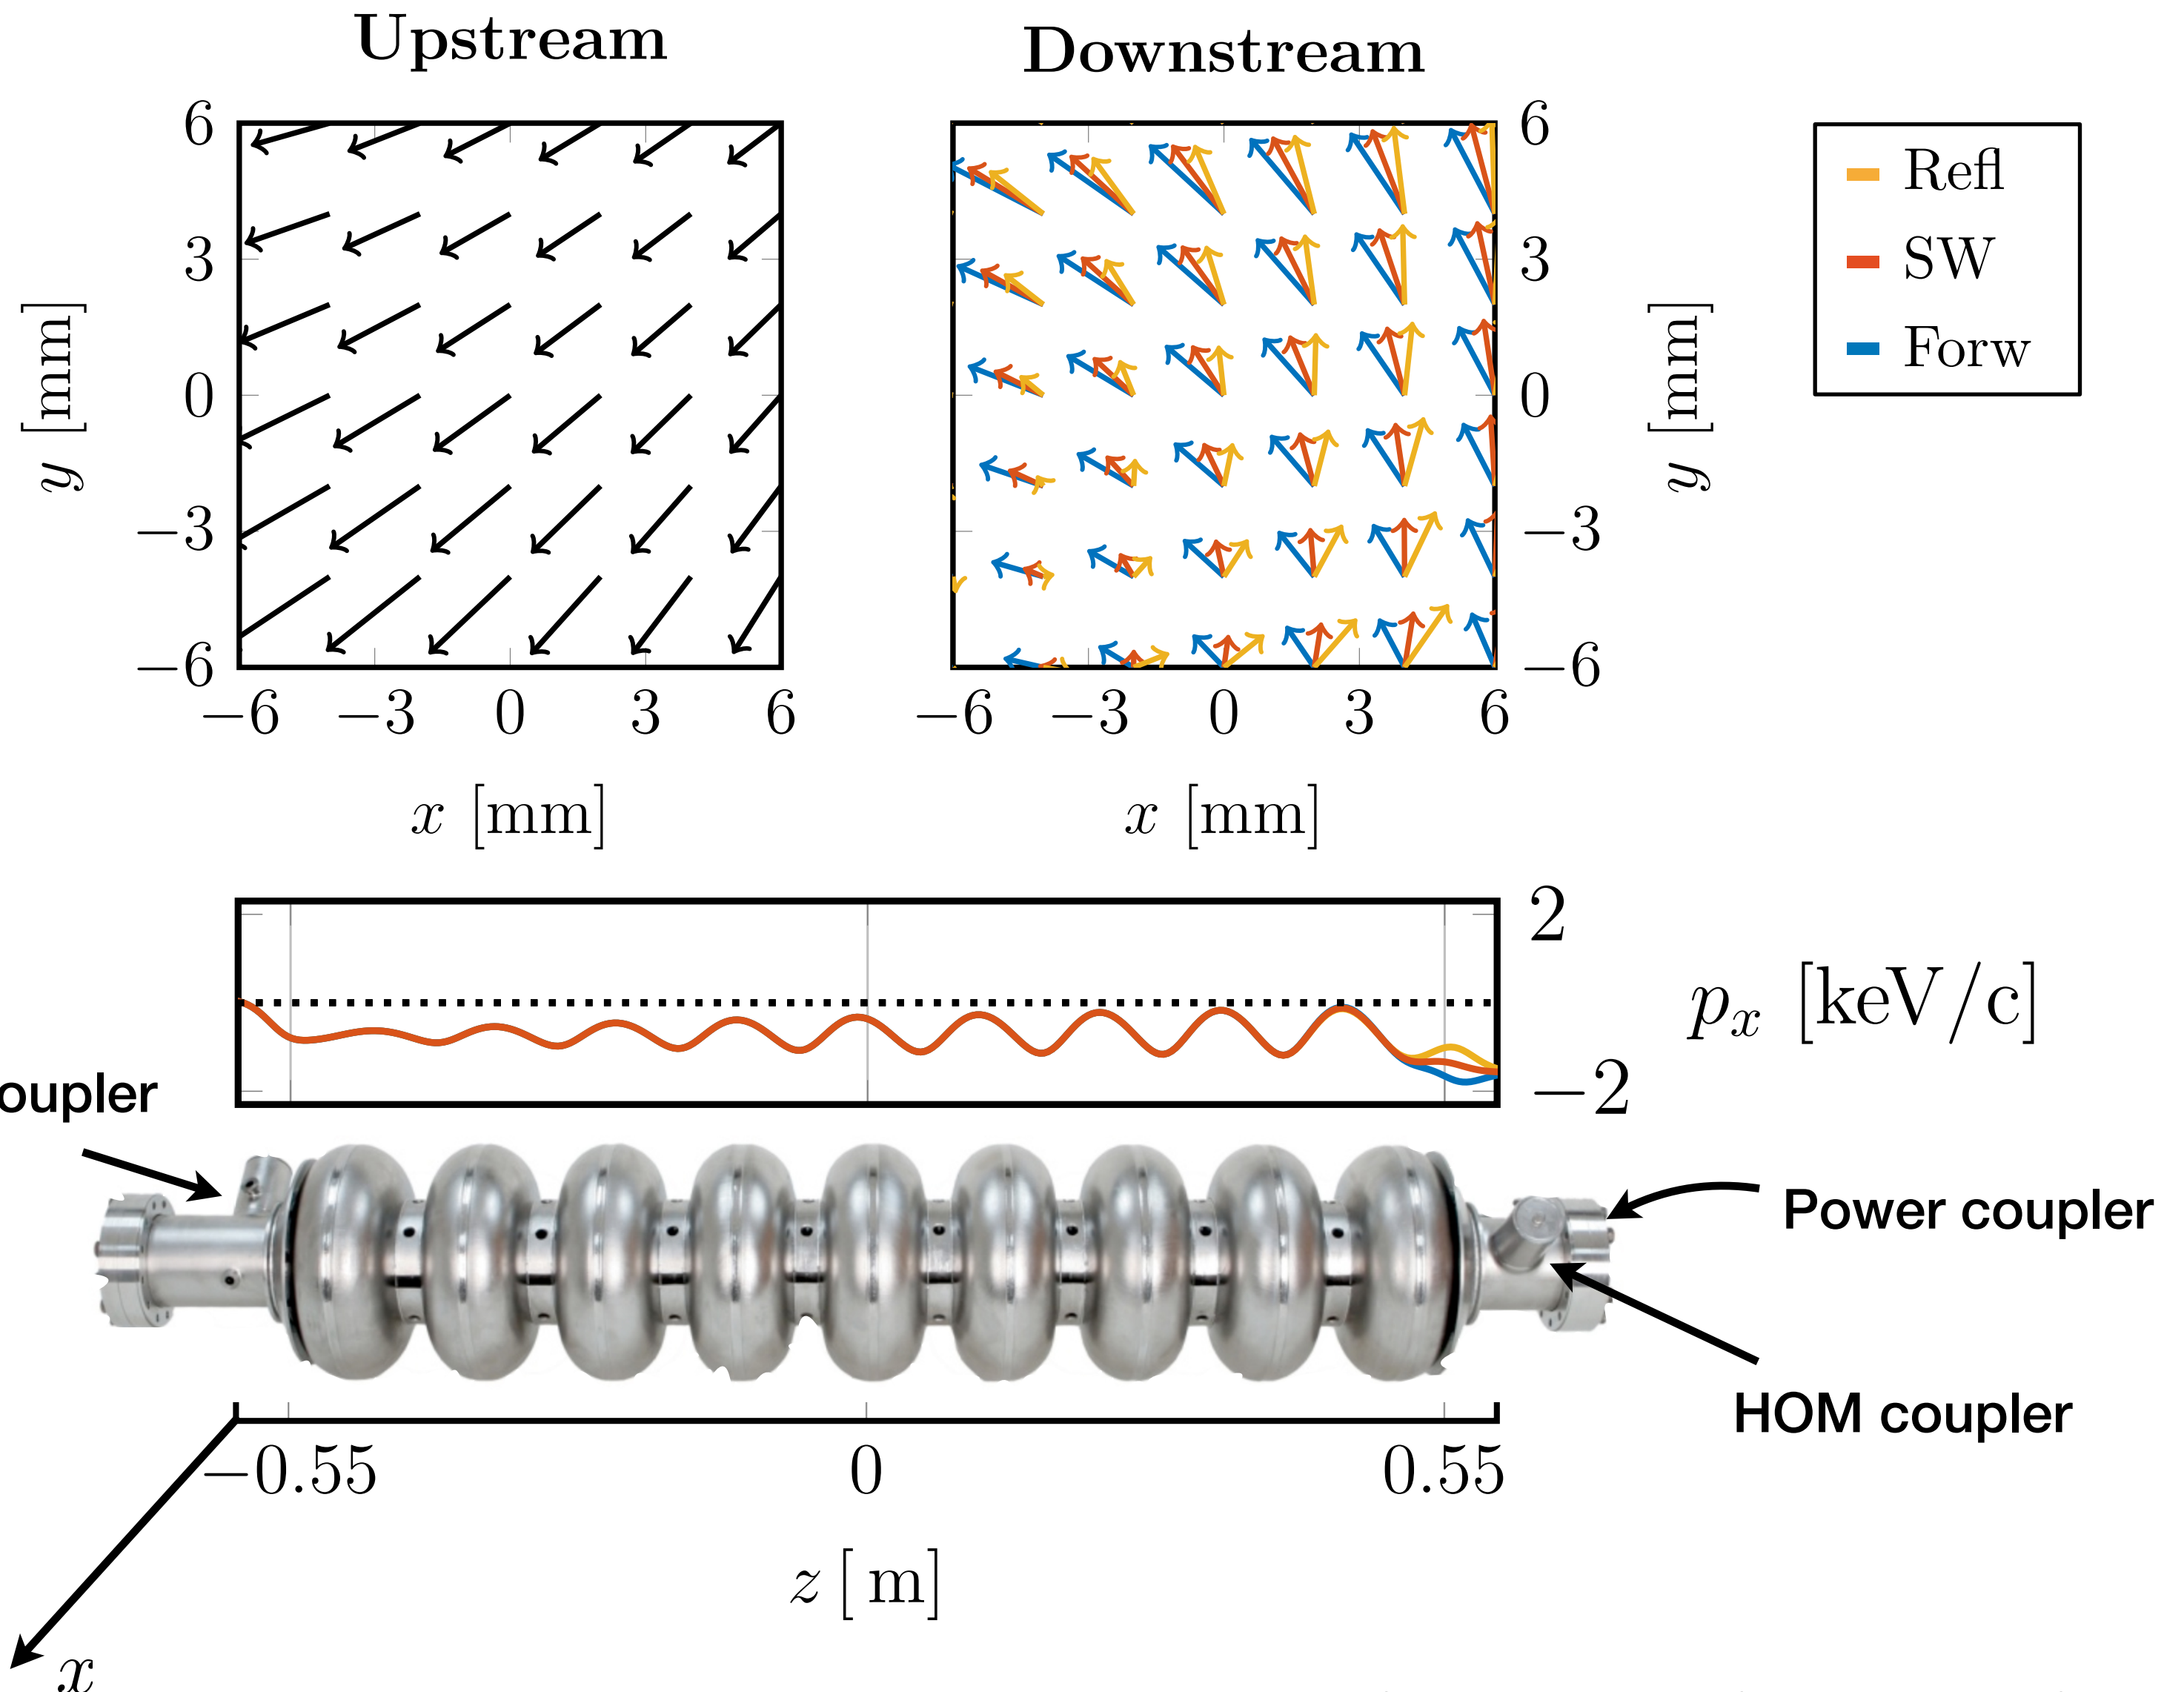 Upstream
Downstream
6
3
0
−3
−6
y [mm]
−6 −3 0 3 6
x [mm]
−6 −3 0 3 6
x [mm]
6
3
0
−3
−6
y [mm]
Refl
SW
Forw
2
−2
p_x [keV/c]
oupler
Power coupler
HOM coupler
−0.55 0 0.55
z [ m]
x